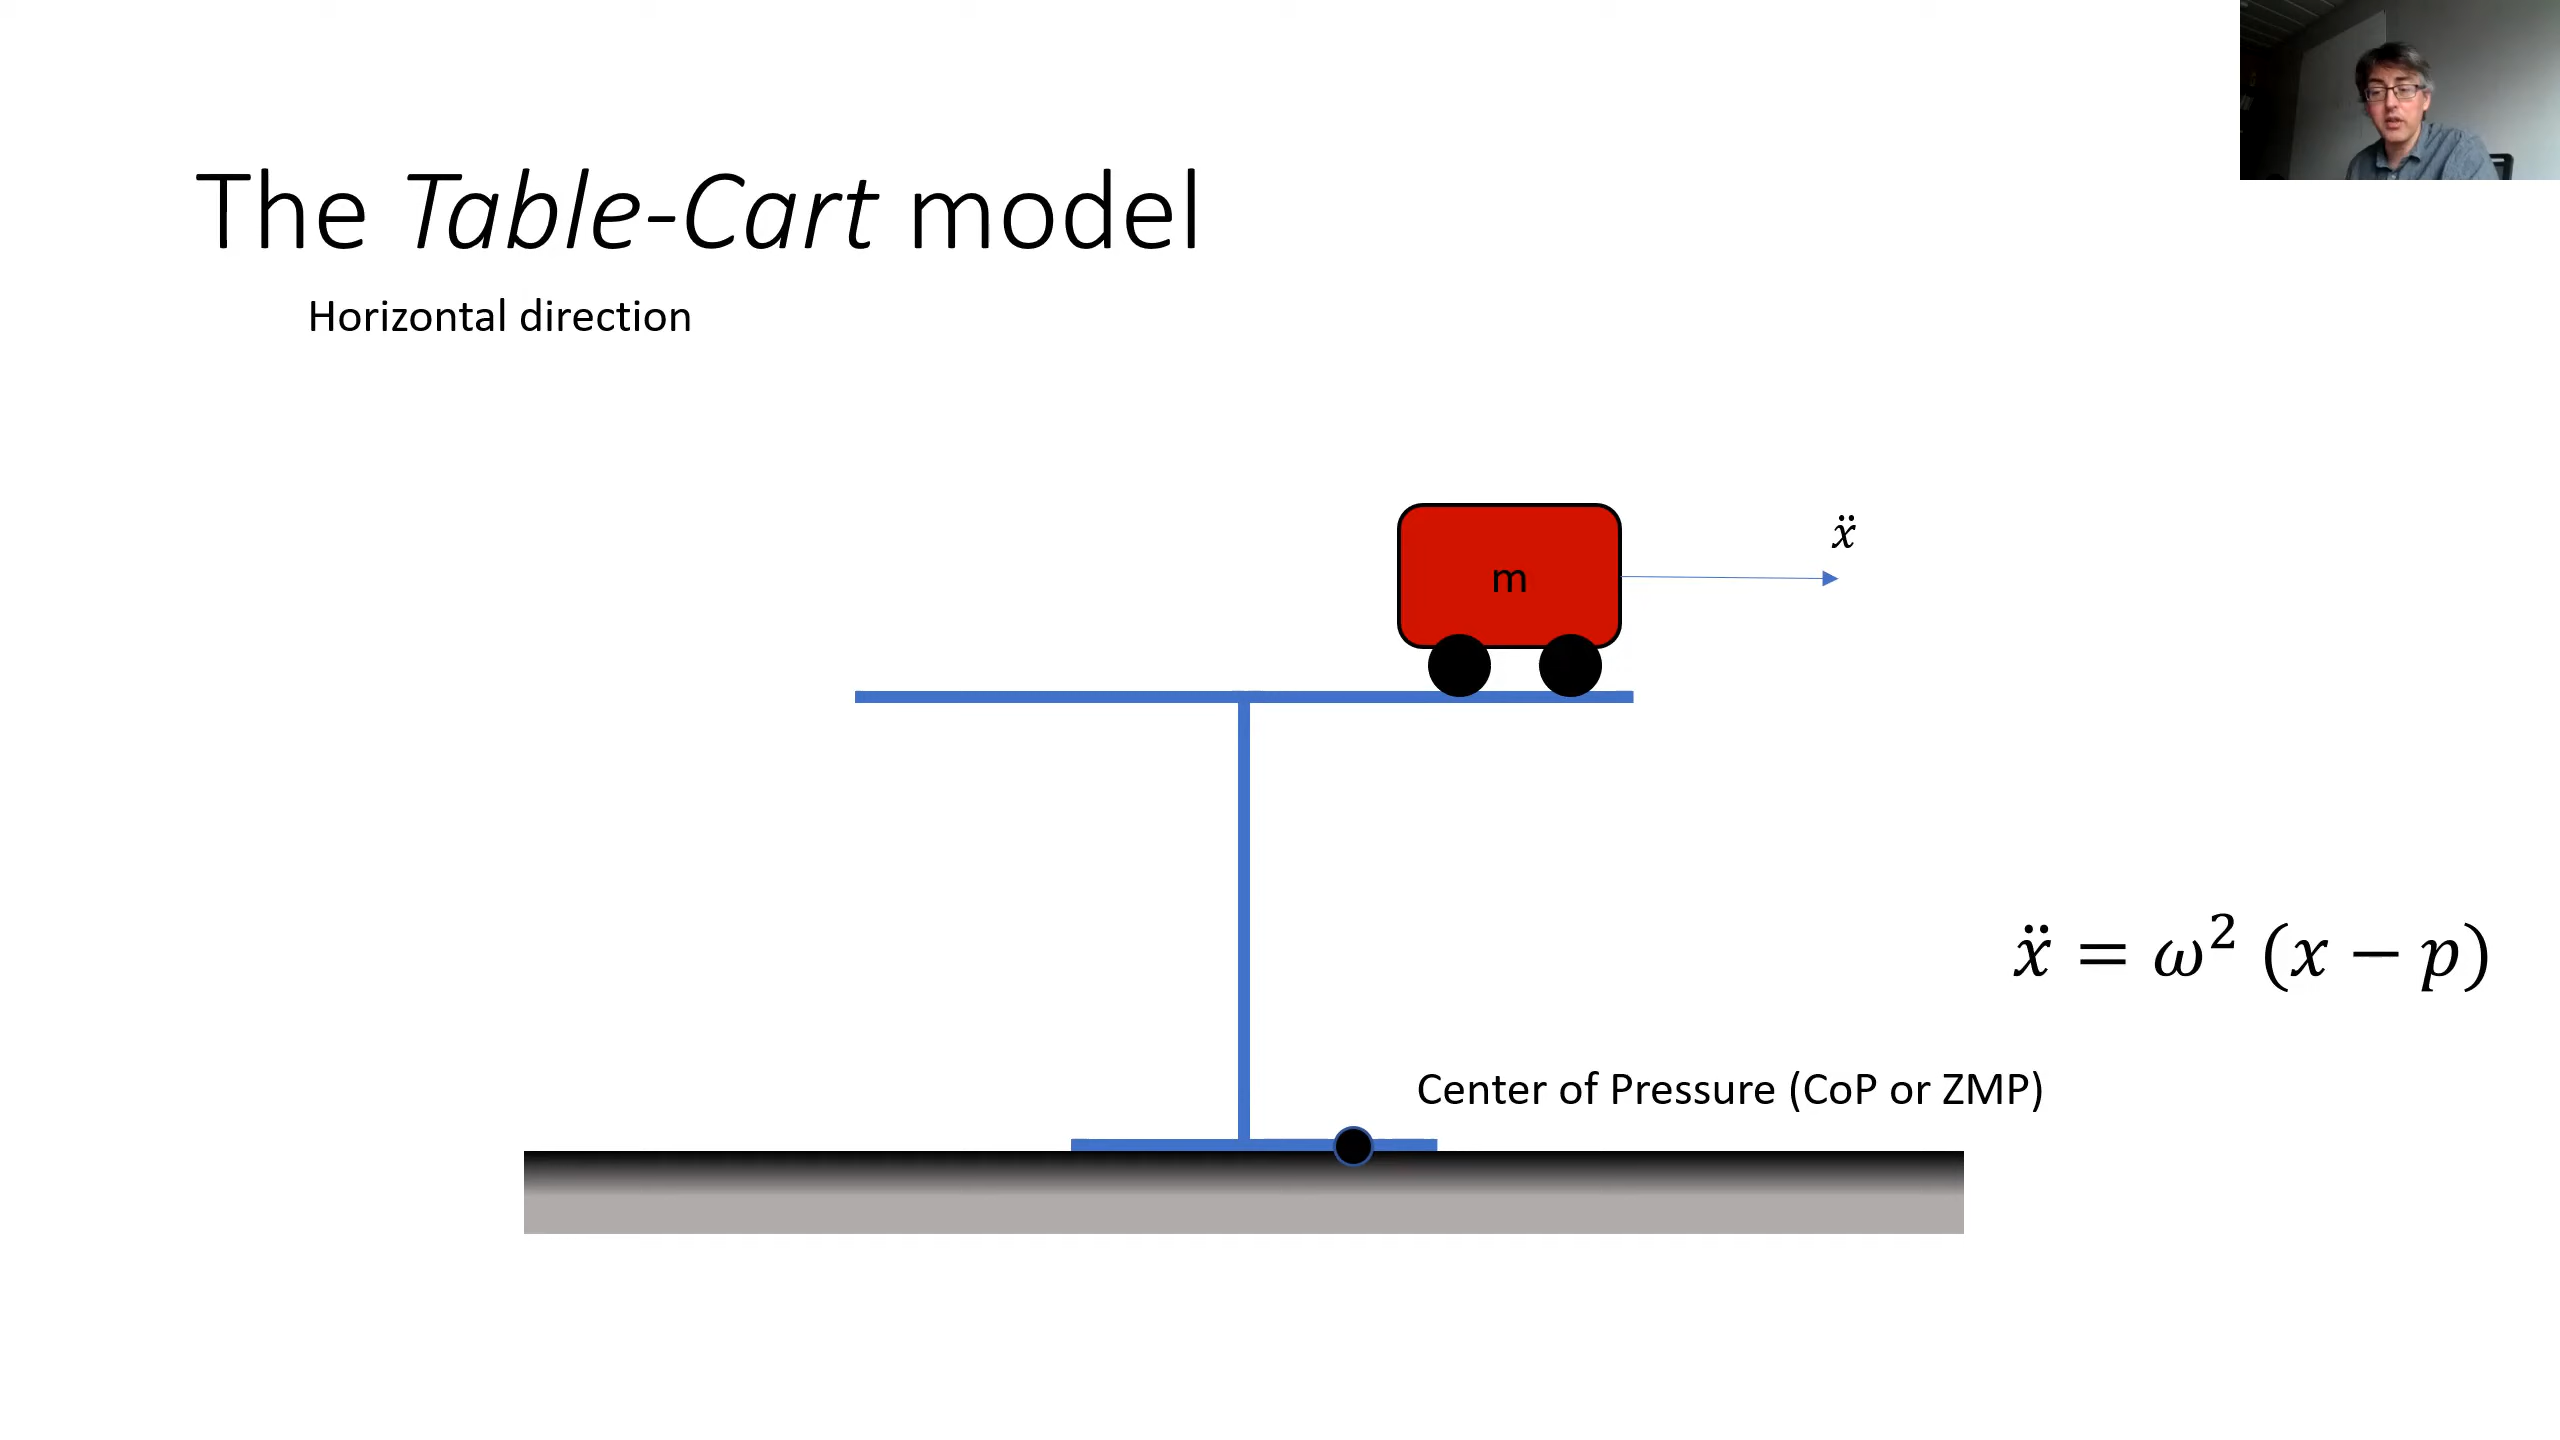 The Table-Cart model
Horizontal direction
ẍ
m
ẍ = ω² (x − p)
Center of Pressure (CoP or ZMP)